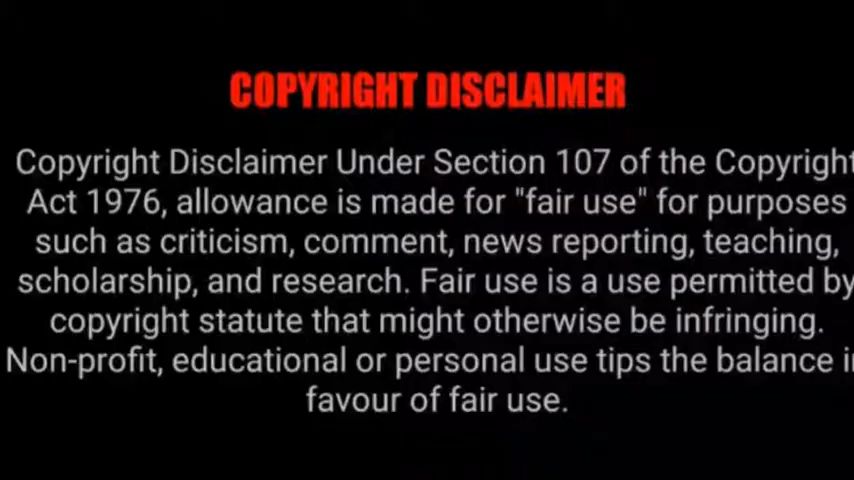 COPYRIGHT DISCLAIMER
Copyright Disclaimer Under Section 107 of the Copyright
Act 1976, allowance is made for "fair use" for purposes
such as criticism, comment, news reporting, teaching,
scholarship, and research. Fair use is a use permitted by
copyright statute that might otherwise be infringing.
Non-profit, educational or personal use tips the balance in
favour of fair use.